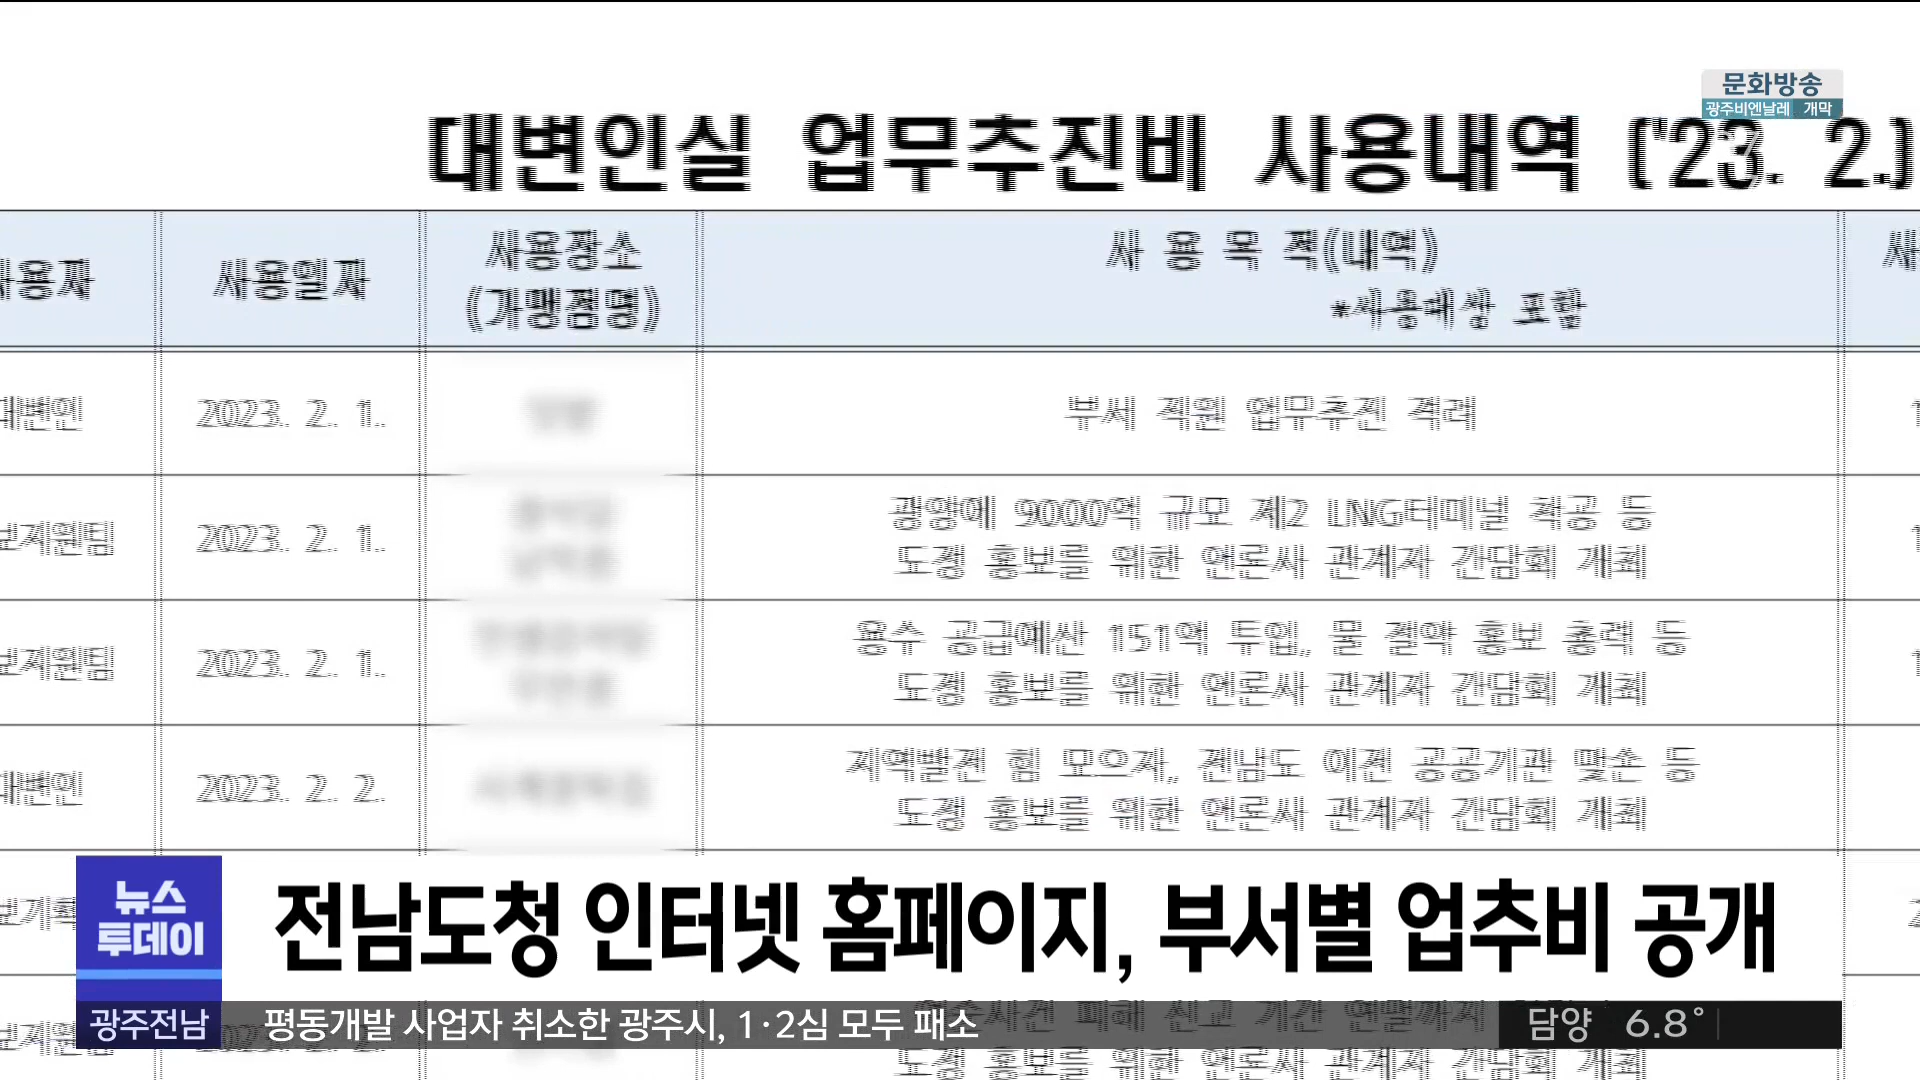 문화방송
광주비엔날레 개막
대변인실 업무추진비 사용내역 ('23. 2.)
사용자 사용일자 사용장소 사 용 목 적(내역)
(가맹점명) *사용대상 포함
대변인 2023. 2. 1. 부서 직원 업무추진 격려
광양에 9000억 규모 제2 LNG터미널 착공 등
보지원팀 2023. 2. 1.
도정 홍보를 위한 언론사 관계자 간담회 개최
용수 공급예산 151억 투입, 물 절약 홍보 총력 등
보지원팀 2023. 2. 1.
도정 홍보를 위한 언론사 관계자 간담회 개최
지역발전 힘 모으자, 전남도 이전 공공기관 맞손 등
대변인 2023. 2. 2.
도정 홍보를 위한 언론사 관계자 간담회 개최
뉴스
투데이
전남도청 인터넷 홈페이지, 부서별 업추비 공개
광주전남 평동개발 사업자 취소한 광주시, 1·2심 모두 패소 담양 6.8°
도정 홍보를 위한 언론사 관계자 간담회 개최